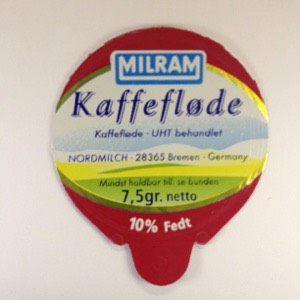 MILRAM
Kaffefløde
Kaffefløde - UHT behandlet
NORDMILCH - 28365 Bremen - Germany
Mindst holdbar til: se bunden
7,5gr. netto
10% Fedt